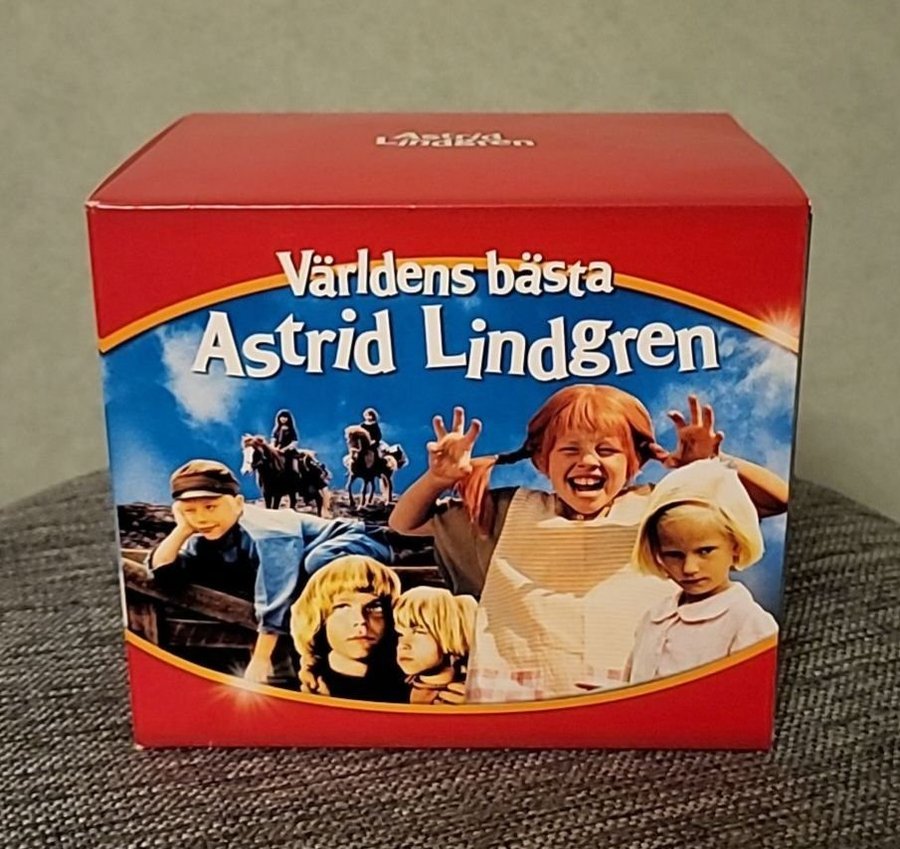 Astrid
Lindgren
Världens bästa
Astrid Lindgren